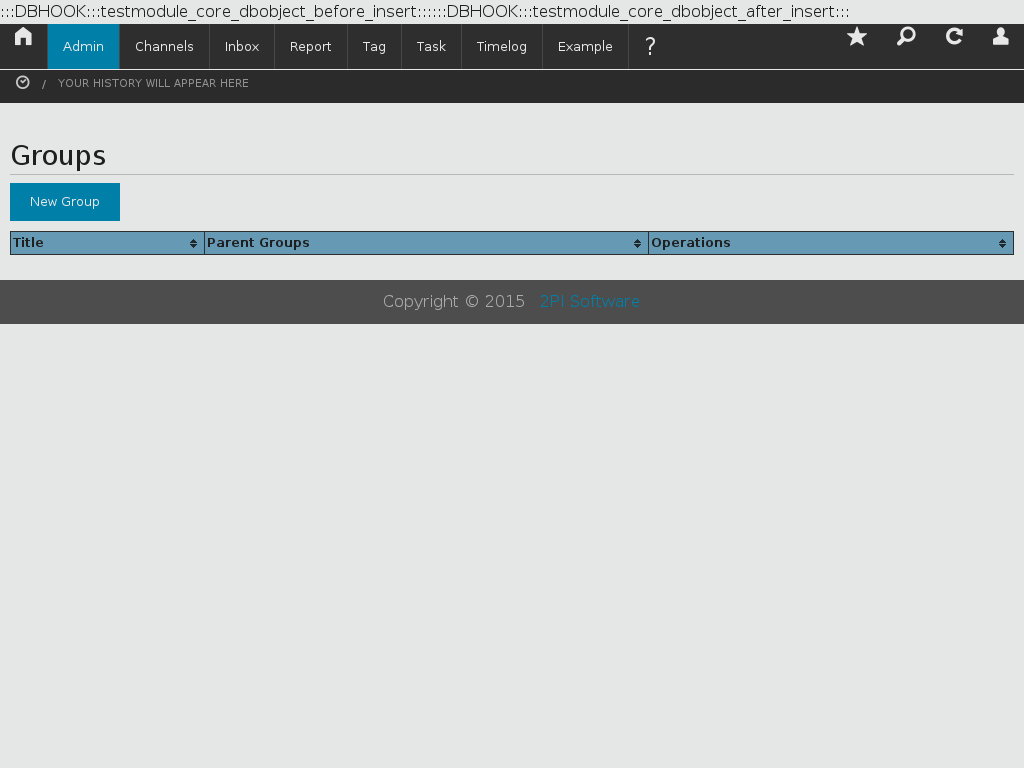 :::DBHOOK:::testmodule_core_dbobject_before_insert::::::DBHOOK:::testmodule_core_dbobject_after_insert:::
Admin Channels Inbox Report Tag Task Timelog Example ?
/ YOUR HISTORY WILL APPEAR HERE
Groups
New Group
Title Parent Groups Operations
Copyright © 2015 2PI Software